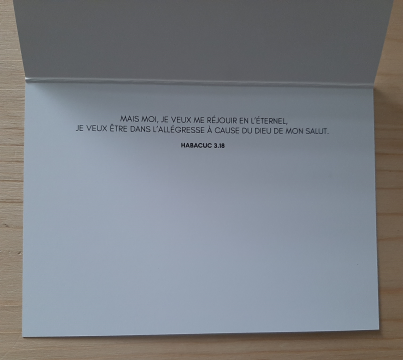 MAIS MOI, JE VEUX ME RÉJOUIR EN L'ÉTERNEL,
JE VEUX ÊTRE DANS L'ALLÉGRESSE À CAUSE DU DIEU DE MON SALUT.
HABACUC 3.18